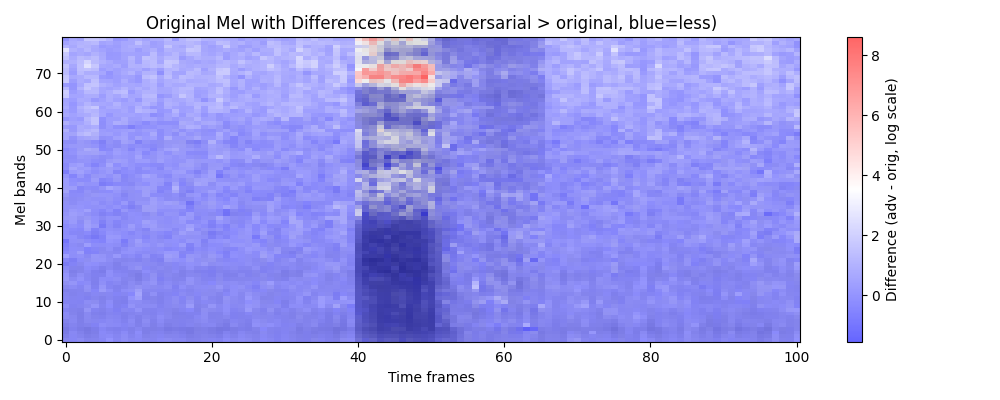 Original Mel with Differences (red=adversarial > original, blue=less)
Mel bands
70
60
50
40
30
20
10
0
0 20 40 60 80 100
Time frames
8
6
4
2
0
Difference (adv - orig, log scale)